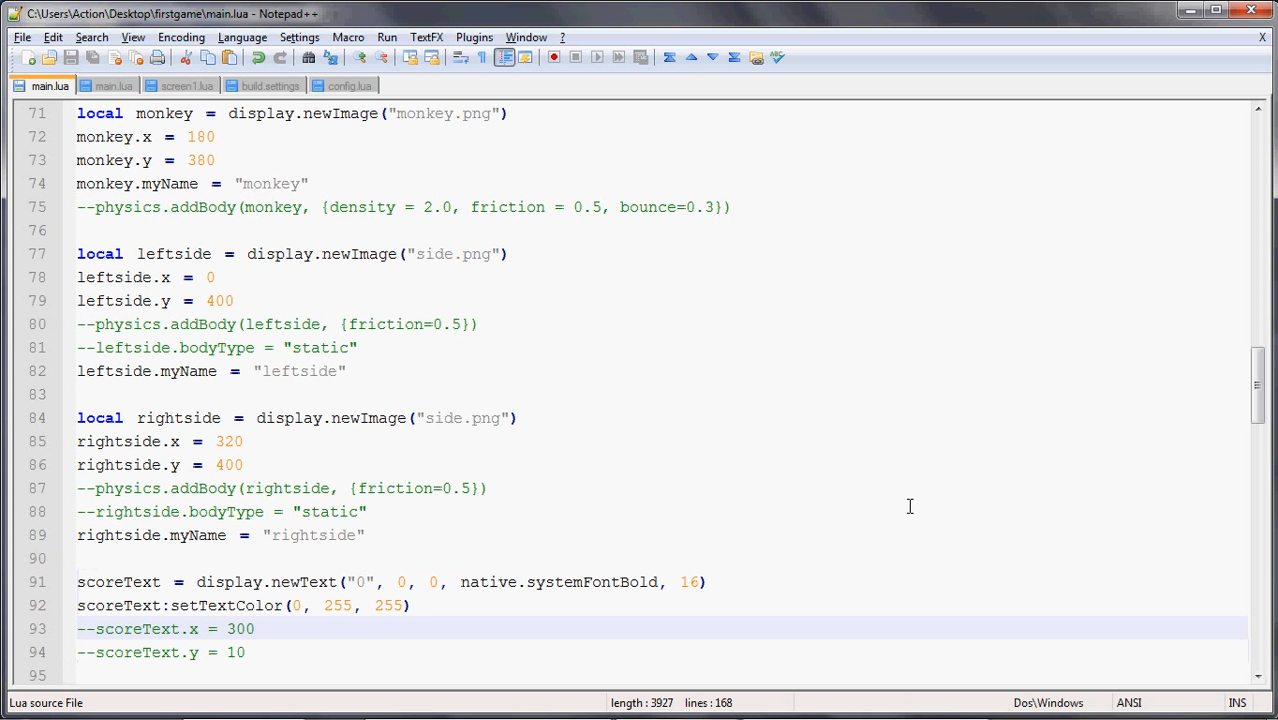 C:\Users\Action\Desktop\firstgame\main.lua - Notepad++
File Edit Search View Encoding Language Settings Macro Run TextFX Plugins Window ? X
main.lua main.lua screen1.lua build.settings config.lua
71 local monkey = display.newImage("monkey.png")
72 monkey.x = 180
73 monkey.y = 380
74 monkey.myName = "monkey"
75 --physics.addBody(monkey, {density = 2.0, friction = 0.5, bounce=0.3})
76
77 local leftside = display.newImage("side.png")
78 leftside.x = 0
79 leftside.y = 400
80 --physics.addBody(leftside, {friction=0.5})
81 --leftside.bodyType = "static"
82 leftside.myName = "leftside"
83
84 local rightside = display.newImage("side.png")
85 rightside.x = 320
86 rightside.y = 400
87 --physics.addBody(rightside, {friction=0.5})
88 --rightside.bodyType = "static"
89 rightside.myName = "rightside"
90
91 scoreText = display.newText("0", 0, 0, native.systemFontBold, 16)
92 scoreText:setTextColor(0, 255, 255)
93 --scoreText.x = 300
94 --scoreText.y = 10
95
Lua source File length : 3927 lines : 168 Dos\Windows ANSI INS